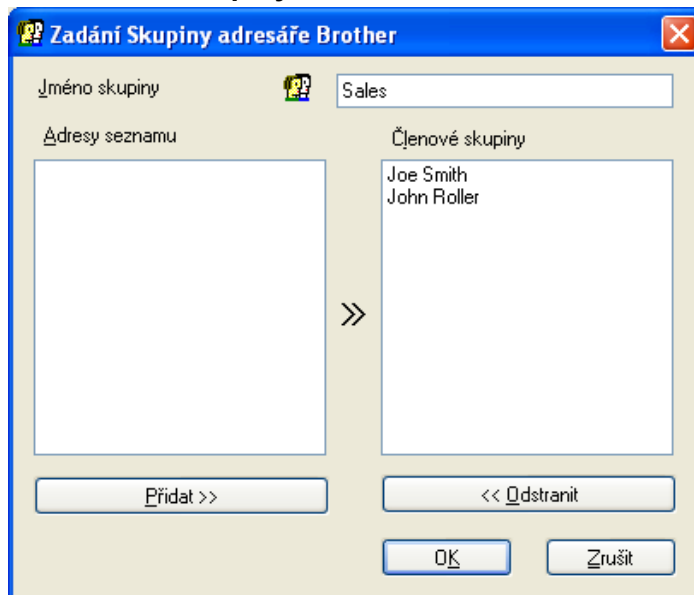 Zadání Skupiny adresáře Brother
Jméno skupiny
Sales
Adresy seznamu
Členové skupiny
Joe Smith
John Roller
>>
Přidat >>
<< Odstranit
OK
Zrušit